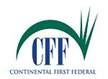 CFF
CONTINENTAL FIRST FEDERAL